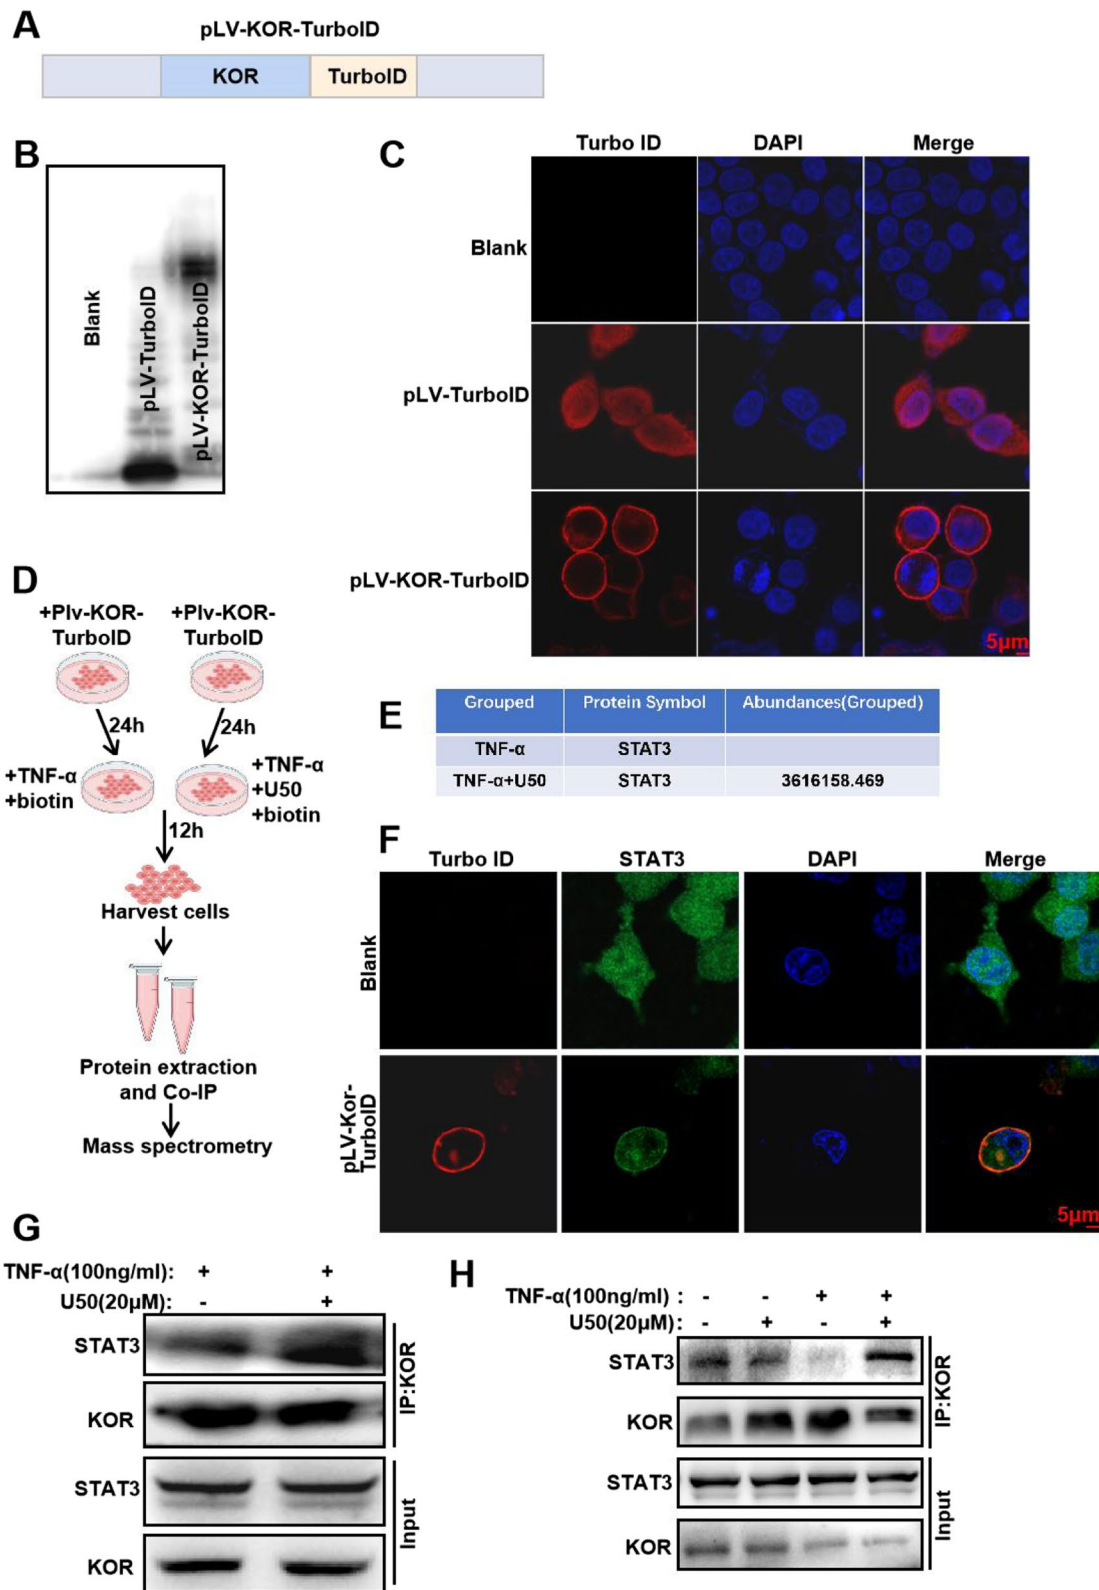 A
pLV-KOR-TurboID
KOR TurboID
B
Blank
pLV-TurboID
pLV-KOR-TurboID
C
Turbo ID DAPI Merge
Blank
pLV-TurboID
pLV-KOR-TurboID
5μm
D
+Plv-KOR-
TurboID
+Plv-KOR-
TurboID
24h 24h
+TNF-α
+biotin
+TNF-α
+U50
+biotin
12h
Harvest cells
Protein extraction
and Co-IP
Mass spectrometry
E
Grouped Protein Symbol Abundances(Grouped)
TNF-α STAT3
TNF-α+U50 STAT3 3616158.469
F
Turbo ID STAT3 DAPI Merge
Blank
pLV-Kor-
TurboID
5μm
G
TNF-α(100ng/ml): + +
U50(20μM): - +
STAT3
KOR
IP:KOR
STAT3
KOR
Input
H
TNF-α(100ng/ml) : - - + +
U50(20μM) : - + - +
STAT3
KOR
IP:KOR
STAT3
KOR
Input